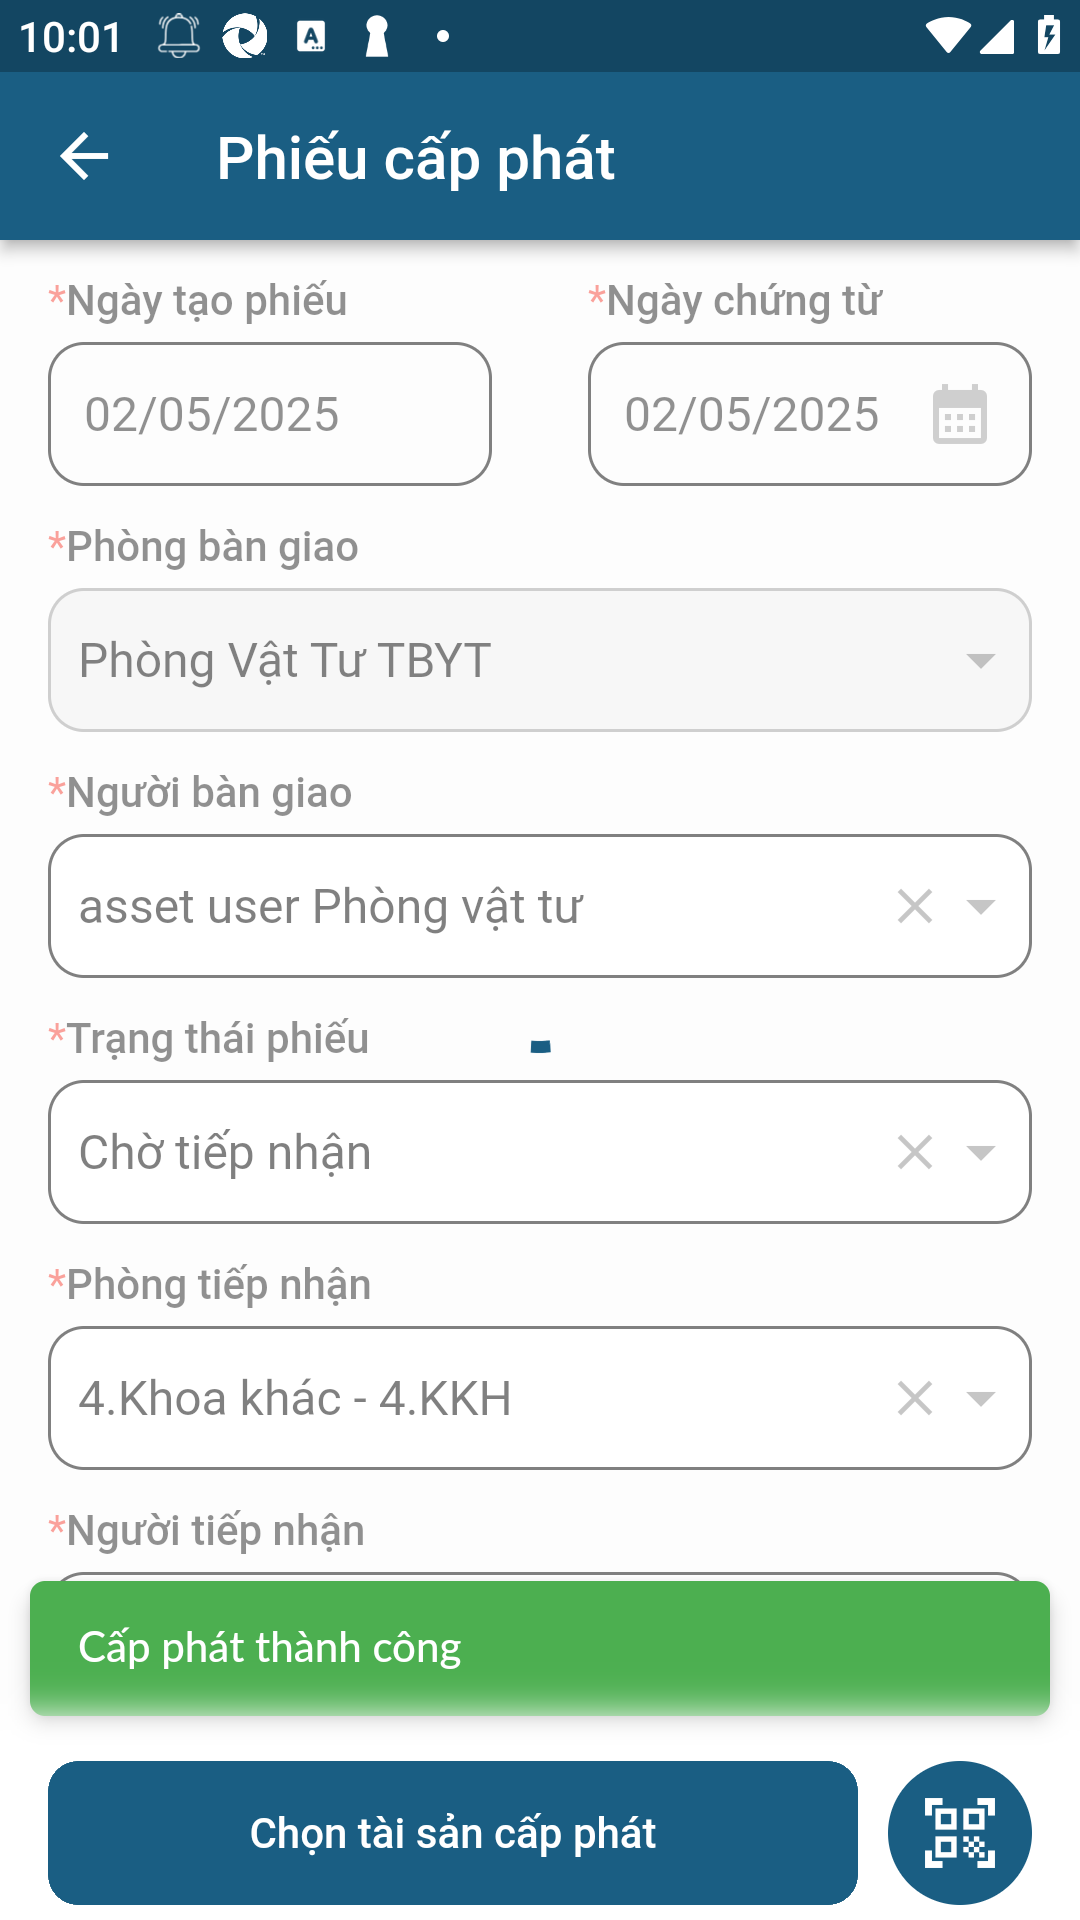 10:01
Phiếu cấp phát
*Ngày tạo phiếu
*Ngày chứng từ
02/05/2025
02/05/2025
*Phòng bàn giao
Phòng Vật Tư TBYT
*Người bàn giao
asset user Phòng vật tư
*Trạng thái phiếu
Chờ tiếp nhận
*Phòng tiếp nhận
4.Khoa khác - 4.KKH
*Người tiếp nhận
Cấp phát thành công
Chọn tài sản cấp phát